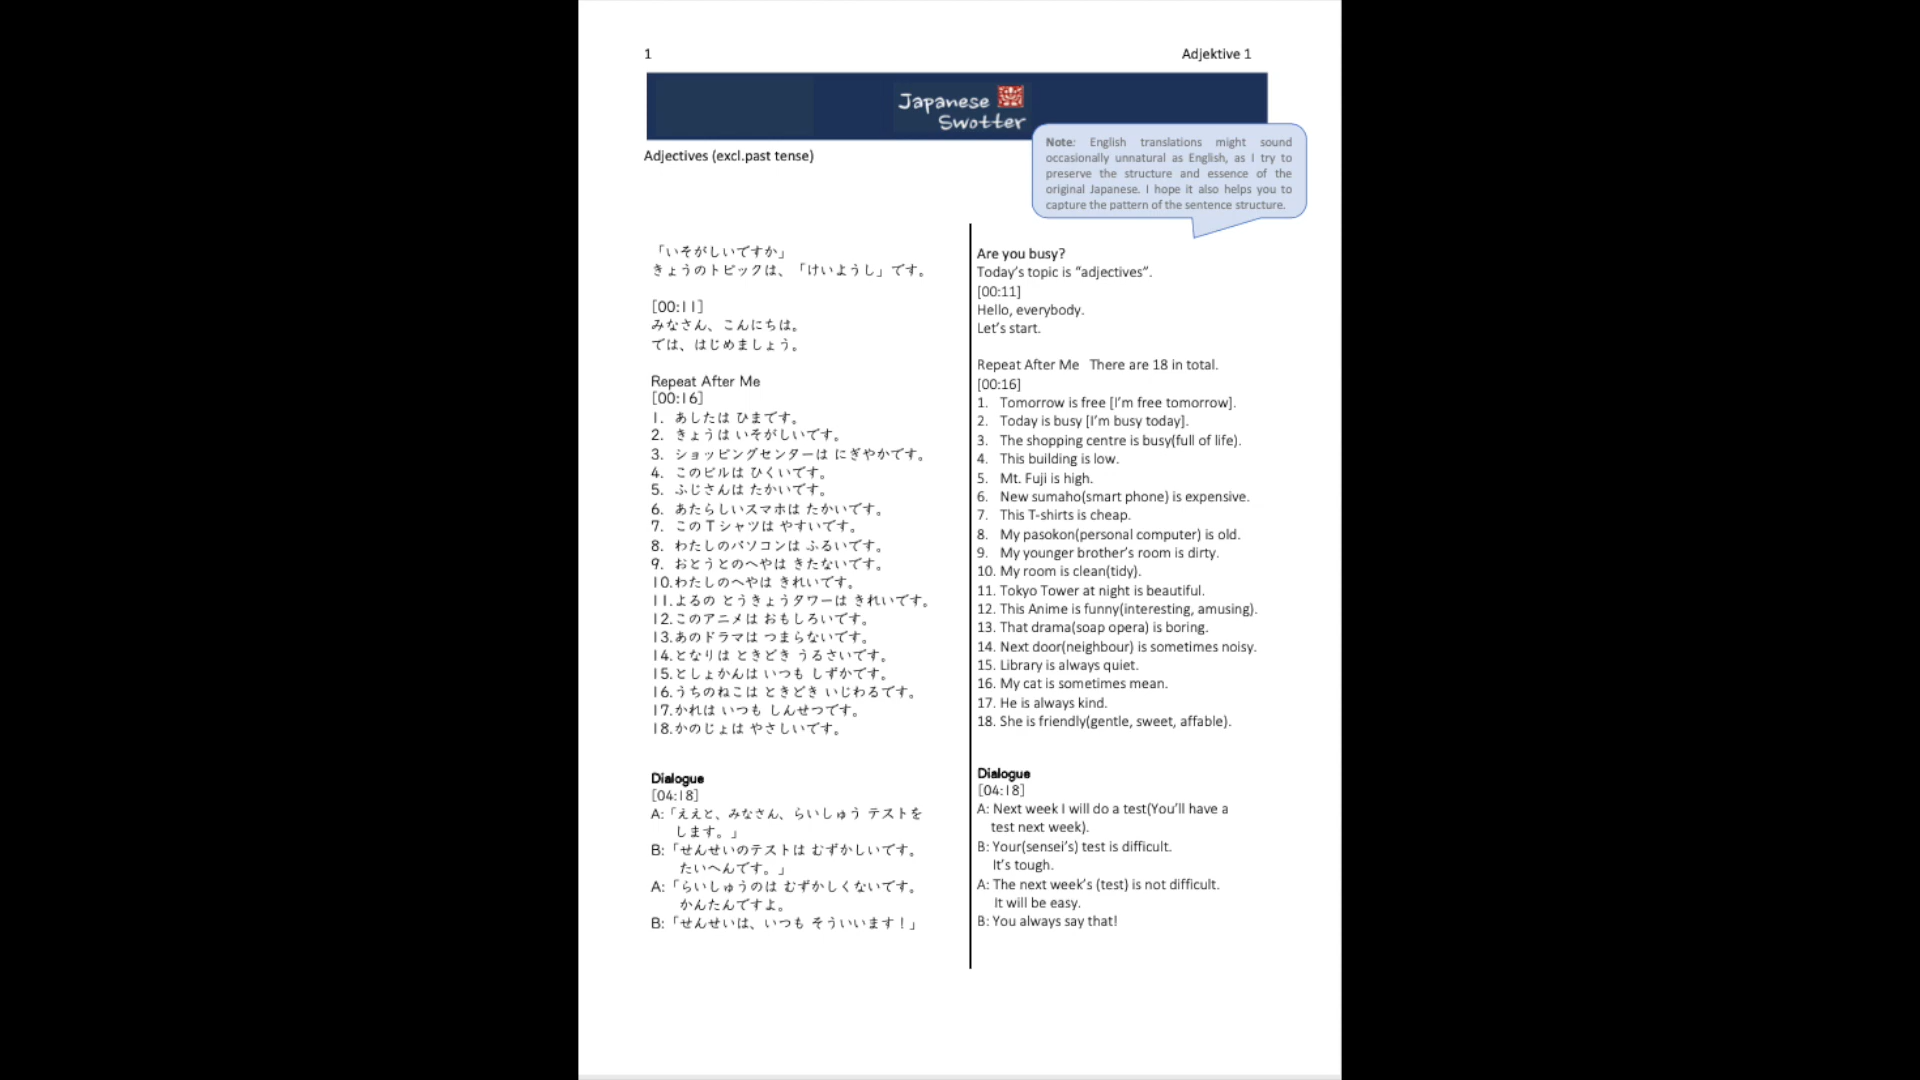 1
Adjektive 1
Japanese
Swotter
Adjectives (excl.past tense)
Note: English translations might sound
occasionally unnatural as English, as I try to
preserve the structure and essence of the
original Japanese. I hope it also helps you to
capture the pattern of the sentence structure.
「いそがしいですか」
きょうのトピックは、「けいようし」です。
[00:11]
みなさん、こんにちは。
では、はじめましょう。
Repeat After Me
[00:16]
1. あしたは ひまです。
2. きょうは いそがしいです。
3. ショッピングセンターは にぎやかです。
4. このビルは ひくいです。
5. ふじさんは たかいです。
6. あたらしいスマホは たかいです。
7. このTシャツは やすいです。
8. わたしのパソコンは ふるいです。
9. おとうとのへやは きたないです。
10.わたしのへやは きれいです。
11.よるの とうきょうタワーは きれいです。
12.このアニメは おもしろいです。
13.あのドラマは つまらないです。
14.となりは ときどき うるさいです。
15.としょかんは いつも しずかです。
16.うちのねこは ときどき いじわるです。
17.かれは いつも しんせつです。
18.かのじょは やさしいです。
Dialogue
[04:18]
A:「ええと、みなさん、らいしゅう テストを
します。」
B:「せんせいのテストは むずかしいです。
たいへんです。」
A:「らいしゅうのは むずかしくないです。
かんたんですよ。
B:「せんせいは、いつも そういいます！」
Are you busy?
Today's topic is “adjectives”.
[00:11]
Hello, everybody.
Let's start.
Repeat After Me There are 18 in total.
[00:16]
1. Tomorrow is free [I'm free tomorrow].
2. Today is busy [I'm busy today].
3. The shopping centre is busy(full of life).
4. This building is low.
5. Mt. Fuji is high.
6. New sumaho(smart phone) is expensive.
7. This T-shirts is cheap.
8. My pasokon(personal computer) is old.
9. My younger brother's room is dirty.
10. My room is clean(tidy).
11. Tokyo Tower at night is beautiful.
12. This Anime is funny(interesting, amusing).
13. That drama(soap opera) is boring.
14. Next door(neighbour) is sometimes noisy.
15. Library is always quiet.
16. My cat is sometimes mean.
17. He is always kind.
18. She is friendly(gentle, sweet, affable).
Dialogue
[04:18]
A: Next week I will do a test(You'll have a
test next week).
B: Your(sensei's) test is difficult.
It's tough.
A: The next week's (test) is not difficult.
It will be easy.
B: You always say that!